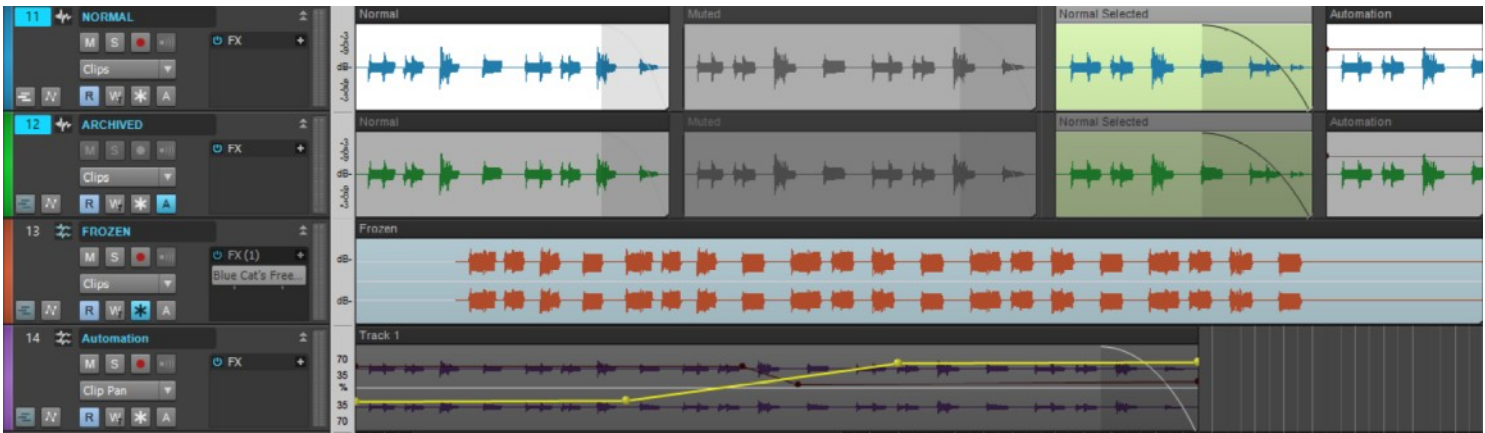 11 NORMAL
M S
FX +
Clips
R W * A
Normal
Muted
Normal Selected
Automation
dB-
12 ARCHIVED
M S
FX +
Clips
R W * A
Normal
Muted
Normal Selected
Automation
dB-
13 FROZEN
M S
FX (1) +
Blue Cat's Free...
Clips
R W * A
Frozen
dB-
dB-
14 Automation
M S
FX +
Clip Pan
R W * A
Track 1
70
35
%
35
70